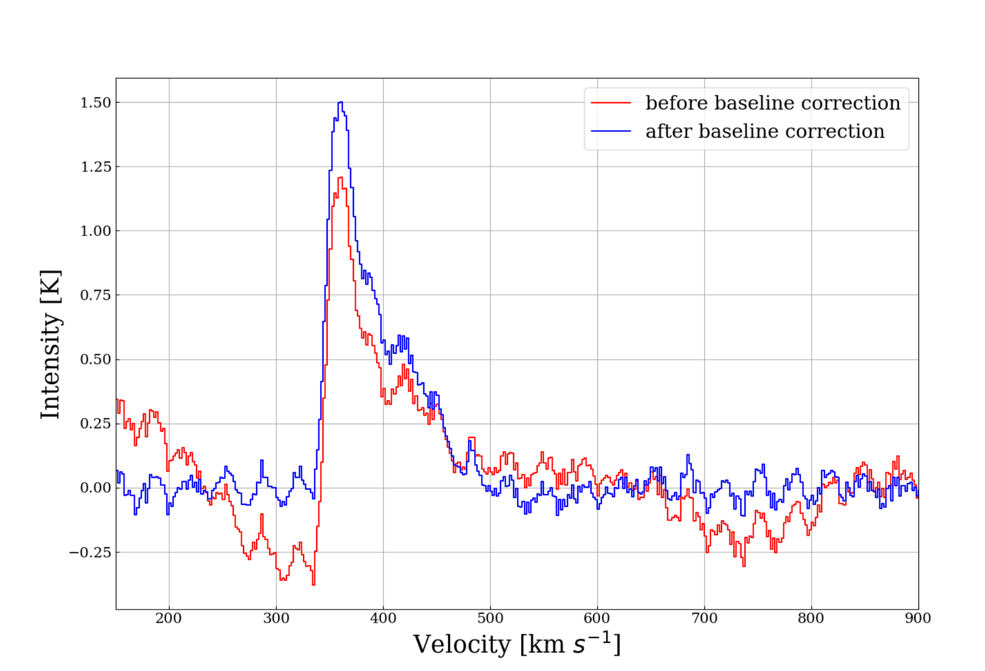 before baseline correction
after baseline correction
1.50
1.25
1.00
0.75
0.50
0.25
0.00
−0.25
Intensity [K]
200 300 400 500 600 700 800 900
Velocity [km s⁻¹]